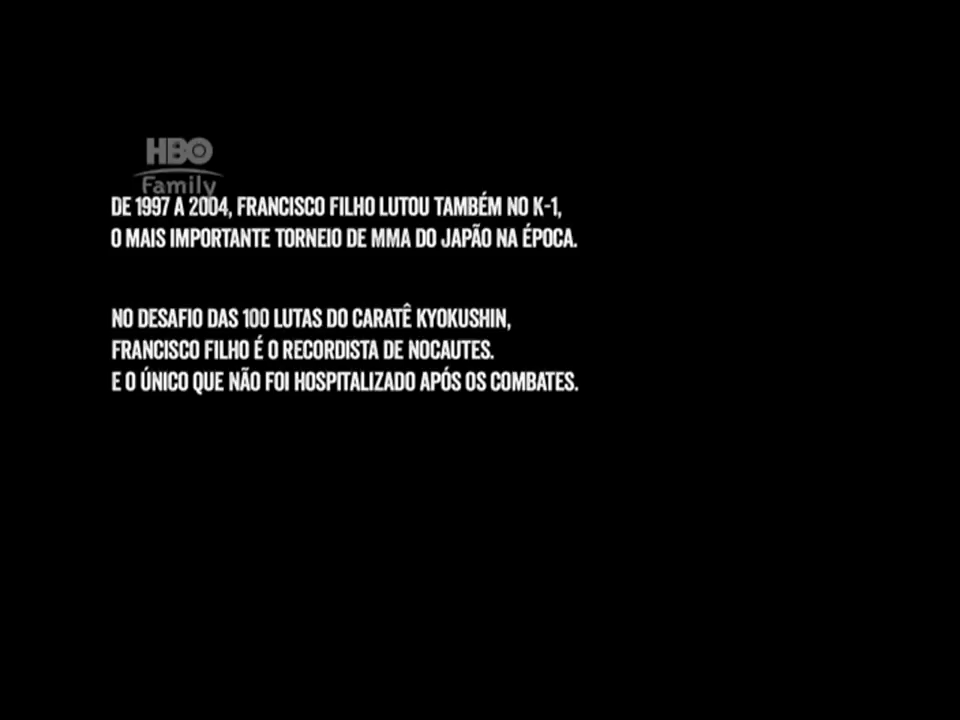 HBO
Family
DE 1997 A 2004, FRANCISCO FILHO LUTOU TAMBÉM NO K-1,
O MAIS IMPORTANTE TORNEIO DE MMA DO JAPÃO NA ÉPOCA.
NO DESAFIO DAS 100 LUTAS DO CARATÊ KYOKUSHIN,
FRANCISCO FILHO É O RECORDISTA DE NOCAUTES.
E O ÚNICO QUE NÃO FOI HOSPITALIZADO APÓS OS COMBATES.